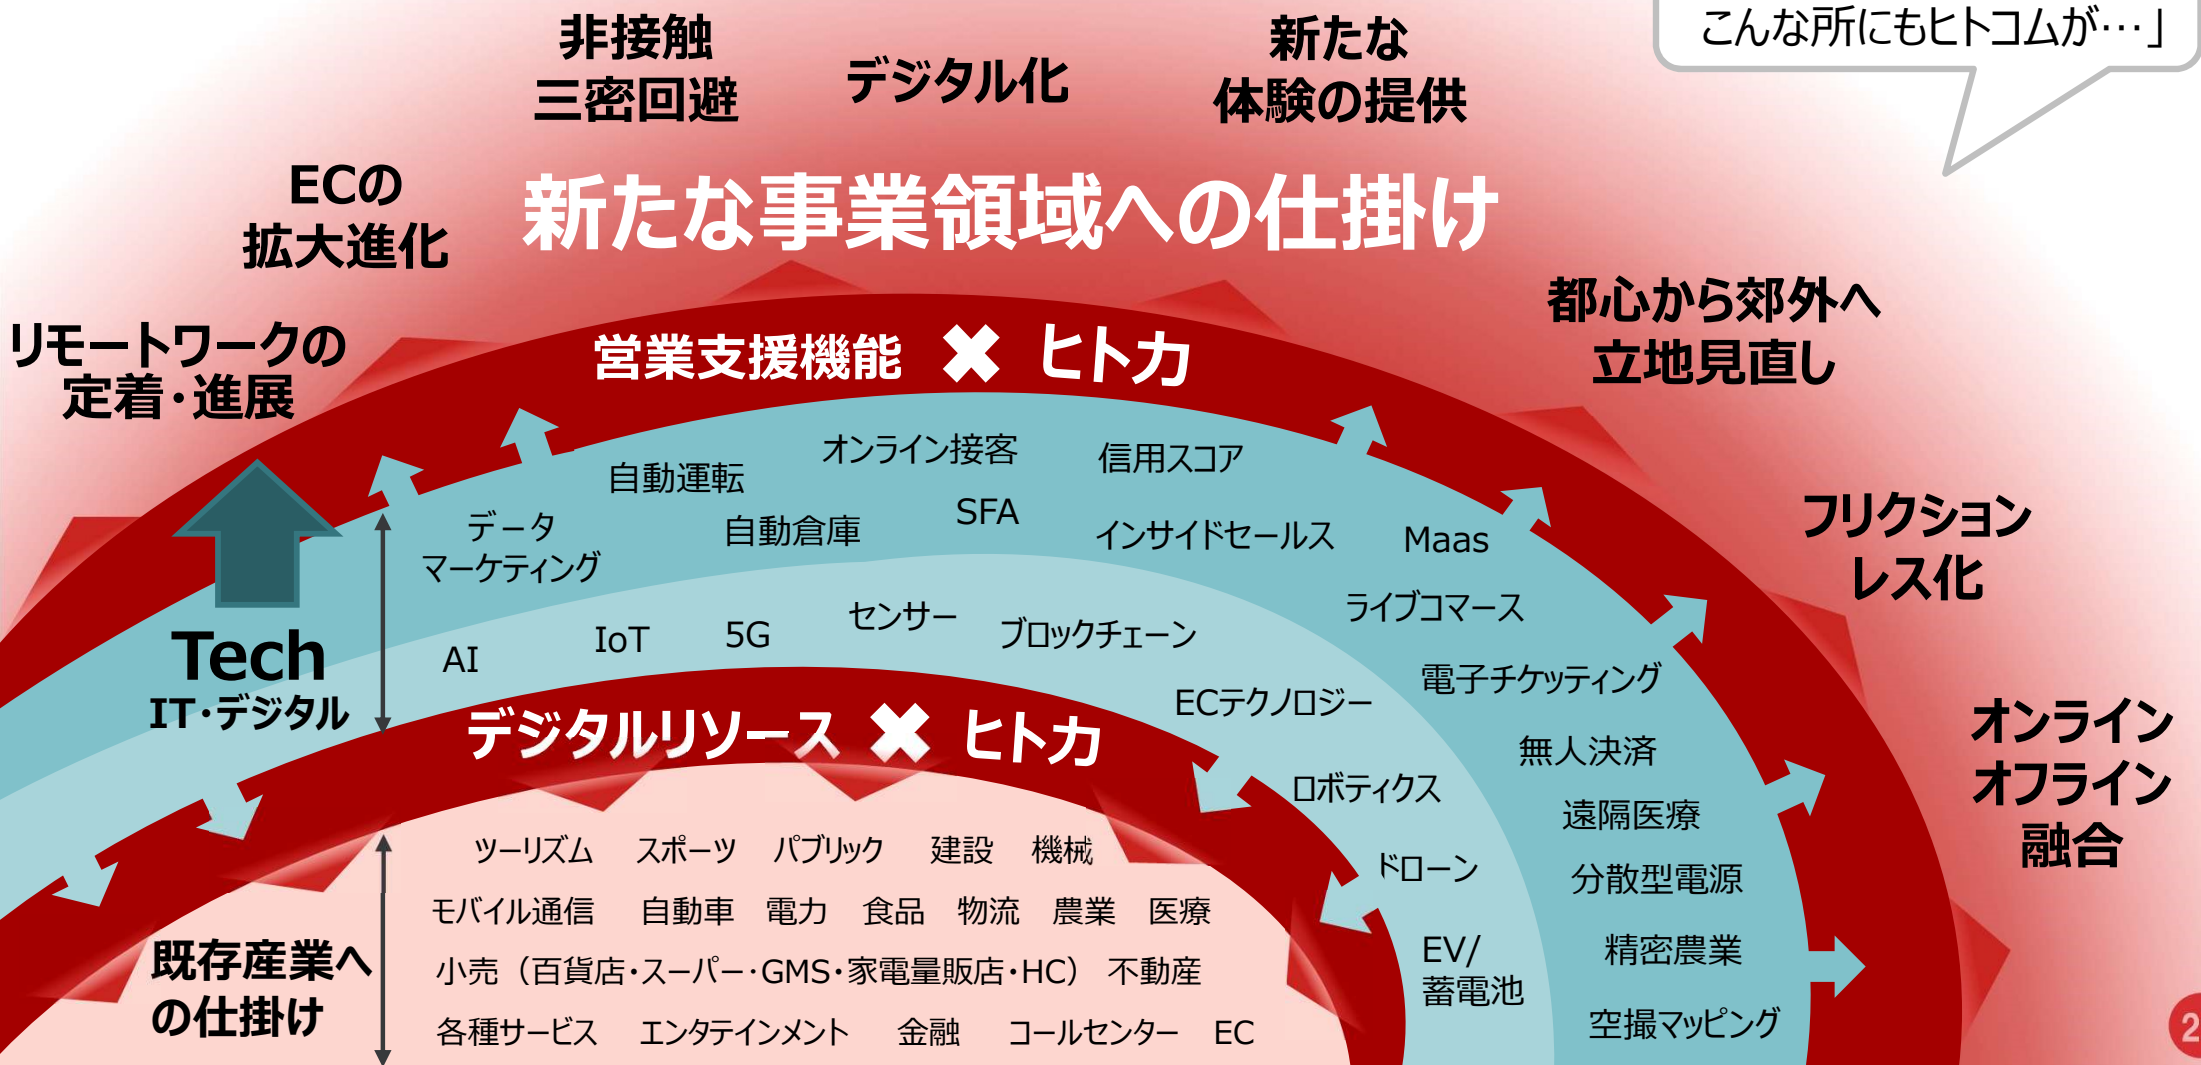 こんな所にもヒトコムが…」
非接触
三密回避
デジタル化
新たな
体験の提供
ECの
拡大進化
新たな事業領域への仕掛け
リモートワークの
定着・進展
都心から郊外へ
立地見直し
フリクション
レス化
オンライン
オフライン
融合
営業支援機能 ✖ ヒト力
自動運転
オンライン接客
信用スコア
データ
マーケティング
自動倉庫
SFA
インサイドセールス
Maas
ライブコマース
電子チケッティング
無人決済
遠隔医療
分散型電源
精密農業
空撮マッピング
Tech
IT・デジタル
AI
IoT
5G
センサー
ブロックチェーン
ECテクノロジー
ロボティクス
ドローン
EV/
蓄電池
デジタルリソース ✖ ヒト力
既存産業へ
の仕掛け
ツーリズム スポーツ パブリック 建設 機械
モバイル通信 自動車 電力 食品 物流 農業 医療
小売（百貨店・スーパー・GMS・家電量販店・HC） 不動産
各種サービス エンタテインメント 金融 コールセンター EC
2